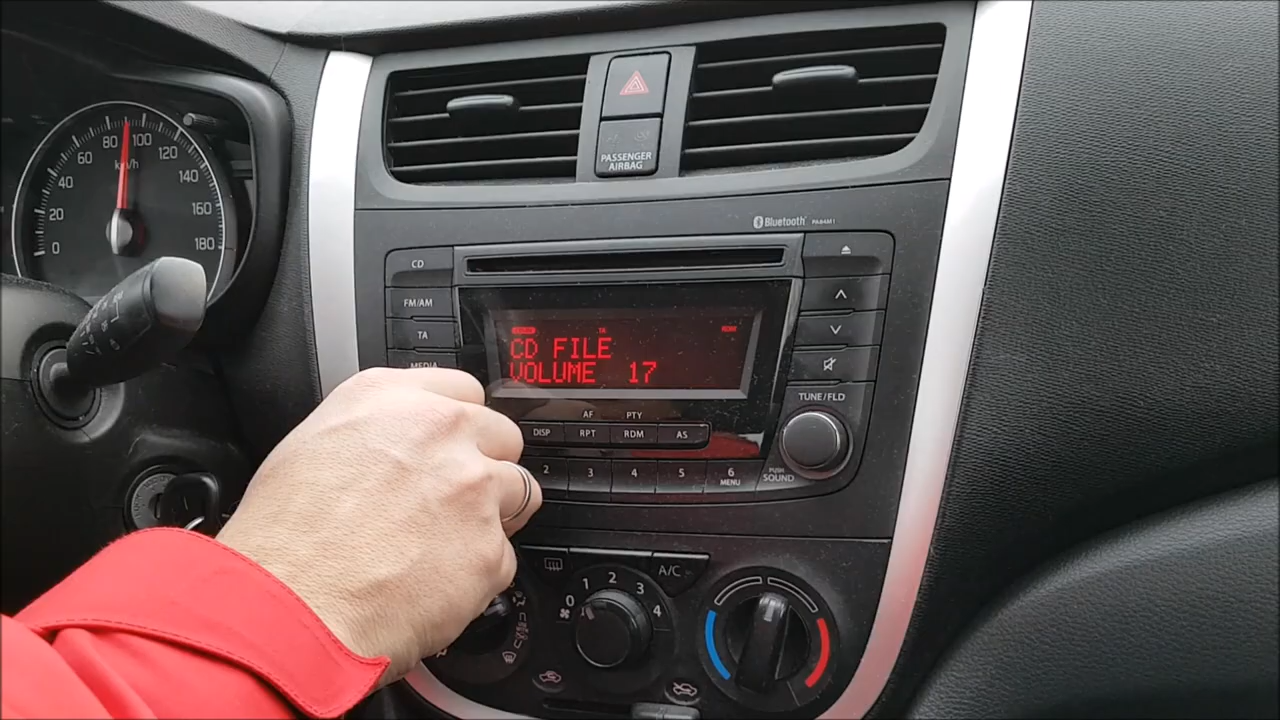 0
20
40
60
80
100
120
140
160
180
km/h
PASSENGER
AIRBAG
Bluetooth
CD
FM/AM
TA
MEDIA
CD FILE
VOLUME 17
TUNE/FLD
AF PTY
DISP RPT RDM AS
2 3 4 5 6
MENU
PUSH
SOUND
A/C
0 1 2 3 4